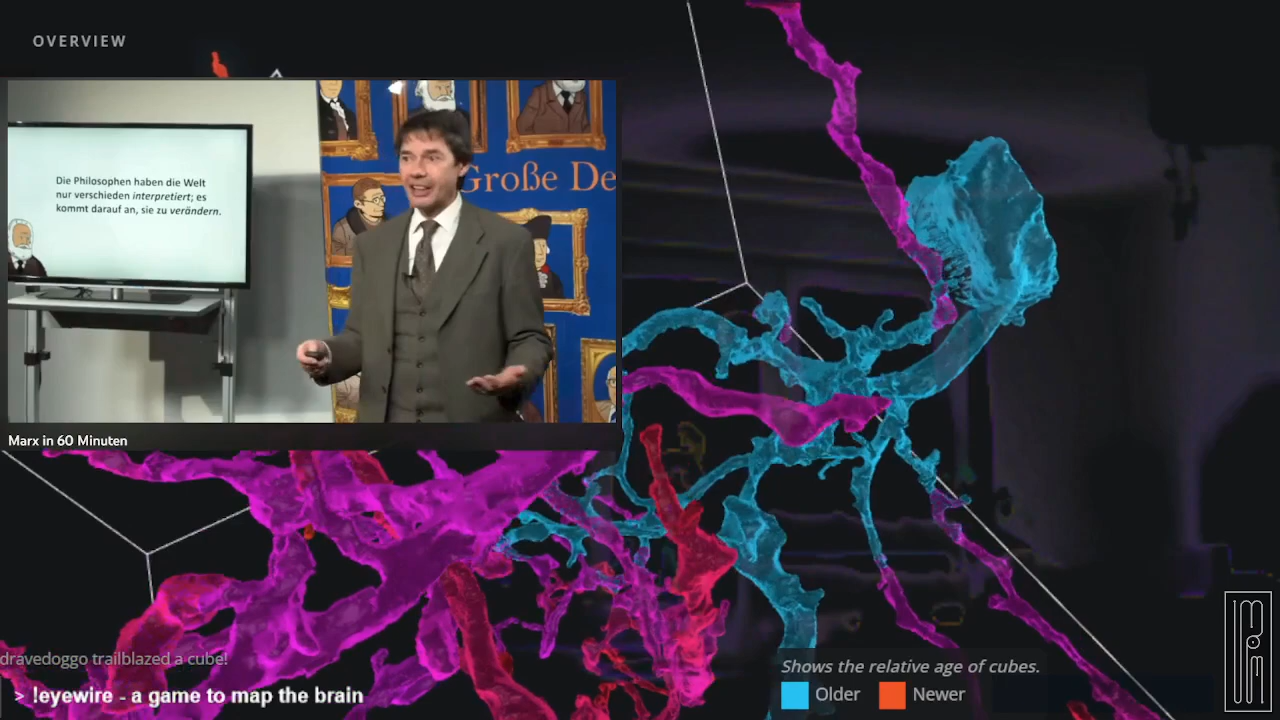 OVERVIEW
Die Philosophen haben die Welt
nur verschieden interpretiert; es
kommt darauf an, sie zu verändern.
Große De
Marx in 60 Minuten
dravedoggo trailblazed a cube!
> !eyewire - a game to map the brain
Shows the relative age of cubes.
Older
Newer